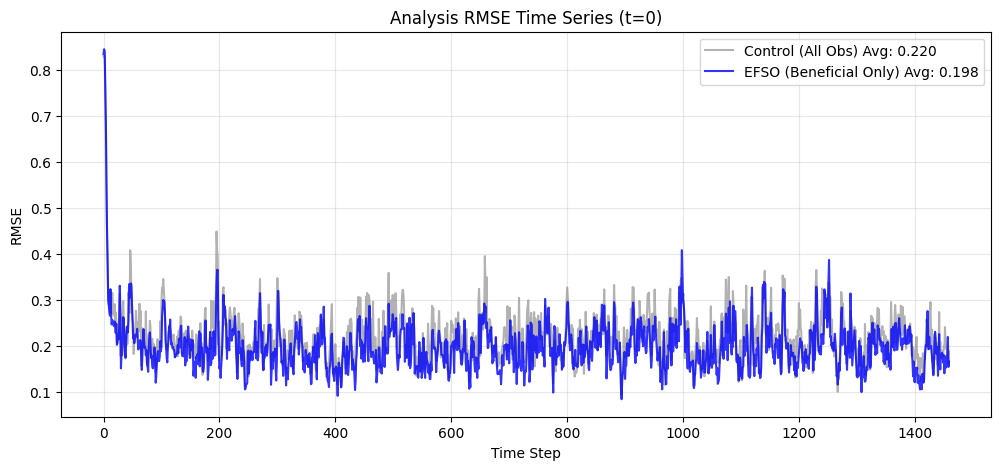 Analysis RMSE Time Series (t=0)
Control (All Obs) Avg: 0.220
EFSO (Beneficial Only) Avg: 0.198
RMSE
0.8
0.7
0.6
0.5
0.4
0.3
0.2
0.1
0 200 400 600 800 1000 1200 1400
Time Step